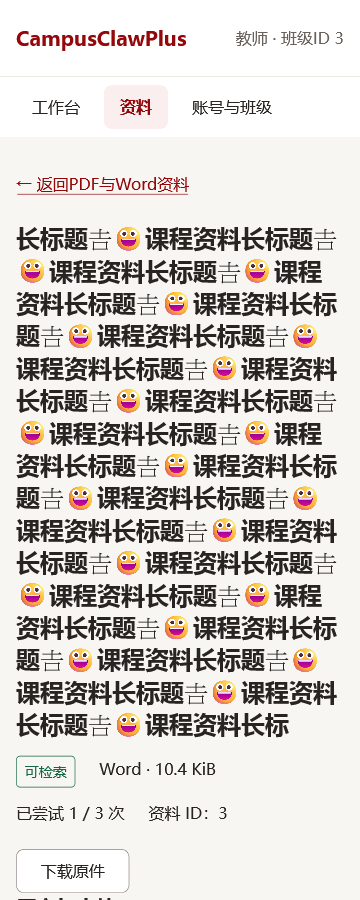 CampusClawPlus
教师 · 班级ID 3
工作台 资料 账号与班级
← 返回PDF与Word资料
长标题𠮷😀课程资料长标题𠮷
😀课程资料长标题𠮷😀课程
资料长标题𠮷😀课程资料长标
题𠮷😀课程资料长标题𠮷😀
课程资料长标题𠮷😀课程资料
长标题𠮷😀课程资料长标题𠮷
😀课程资料长标题𠮷😀课程
资料长标题𠮷😀课程资料长标
题𠮷😀课程资料长标题𠮷😀
课程资料长标题𠮷😀课程资料
长标题𠮷😀课程资料长标题𠮷
😀课程资料长标题𠮷😀课程
资料长标题𠮷😀课程资料长标
题𠮷😀课程资料长标题𠮷😀
课程资料长标题𠮷😀课程资料
长标题𠮷😀课程资料长标
可检索 Word · 10.4 KiB
已尝试 1 / 3 次 资料 ID：3
下载原件